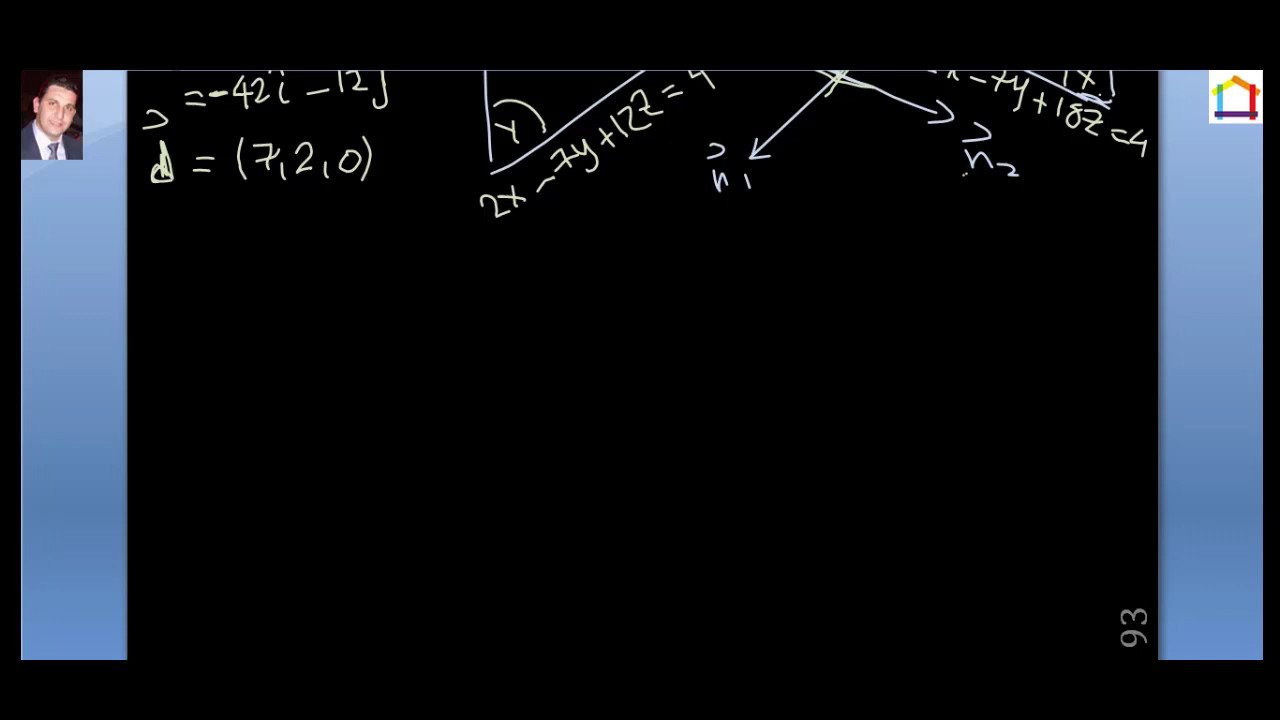 = -42i - 12j
d = (7, 2, 0)
Y
2x - 7y + 12z = 4
n1
n2
x - 7y + 18z = 4
93